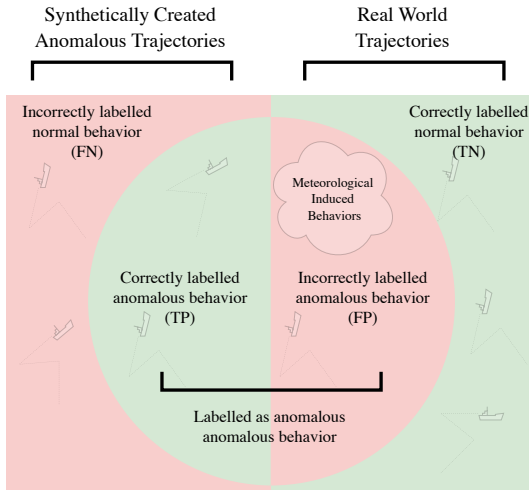 Synthetically Created
Anomalous Trajectories
Real World
Trajectories
Incorrectly labelled
normal behavior
(FN)
Correctly labelled
normal behavior
(TN)
Meteorological
Induced
Behaviors
Correctly labelled
anomalous behavior
(TP)
Incorrectly labelled
anomalous behavior
(FP)
Labelled as anomalous
anomalous behavior